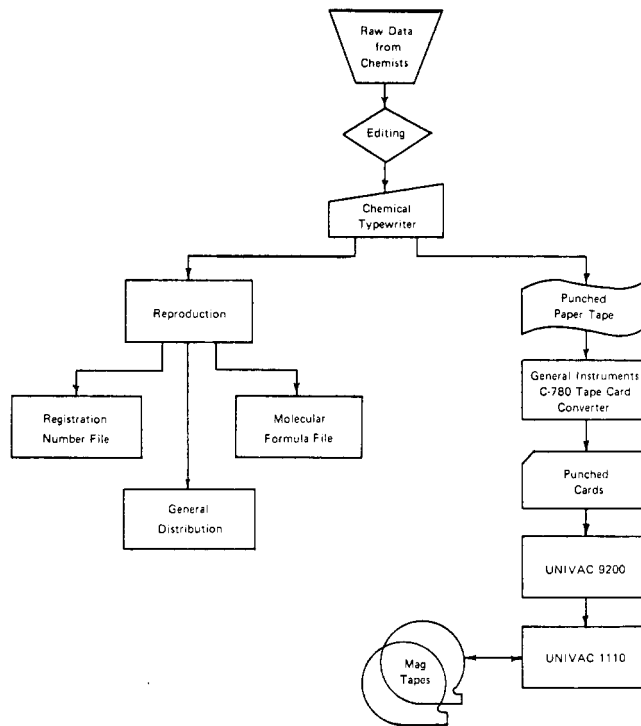 Raw Data
from
Chemists
Editing
Chemical
Typewriter
Reproduction
Registration
Number File
Molecular
Formula File
General
Distribution
Punched
Paper Tape
General Instruments
C-780 Tape Card
Converter
Punched
Cards
UNIVAC 9200
UNIVAC 1110
Mag
Tapes